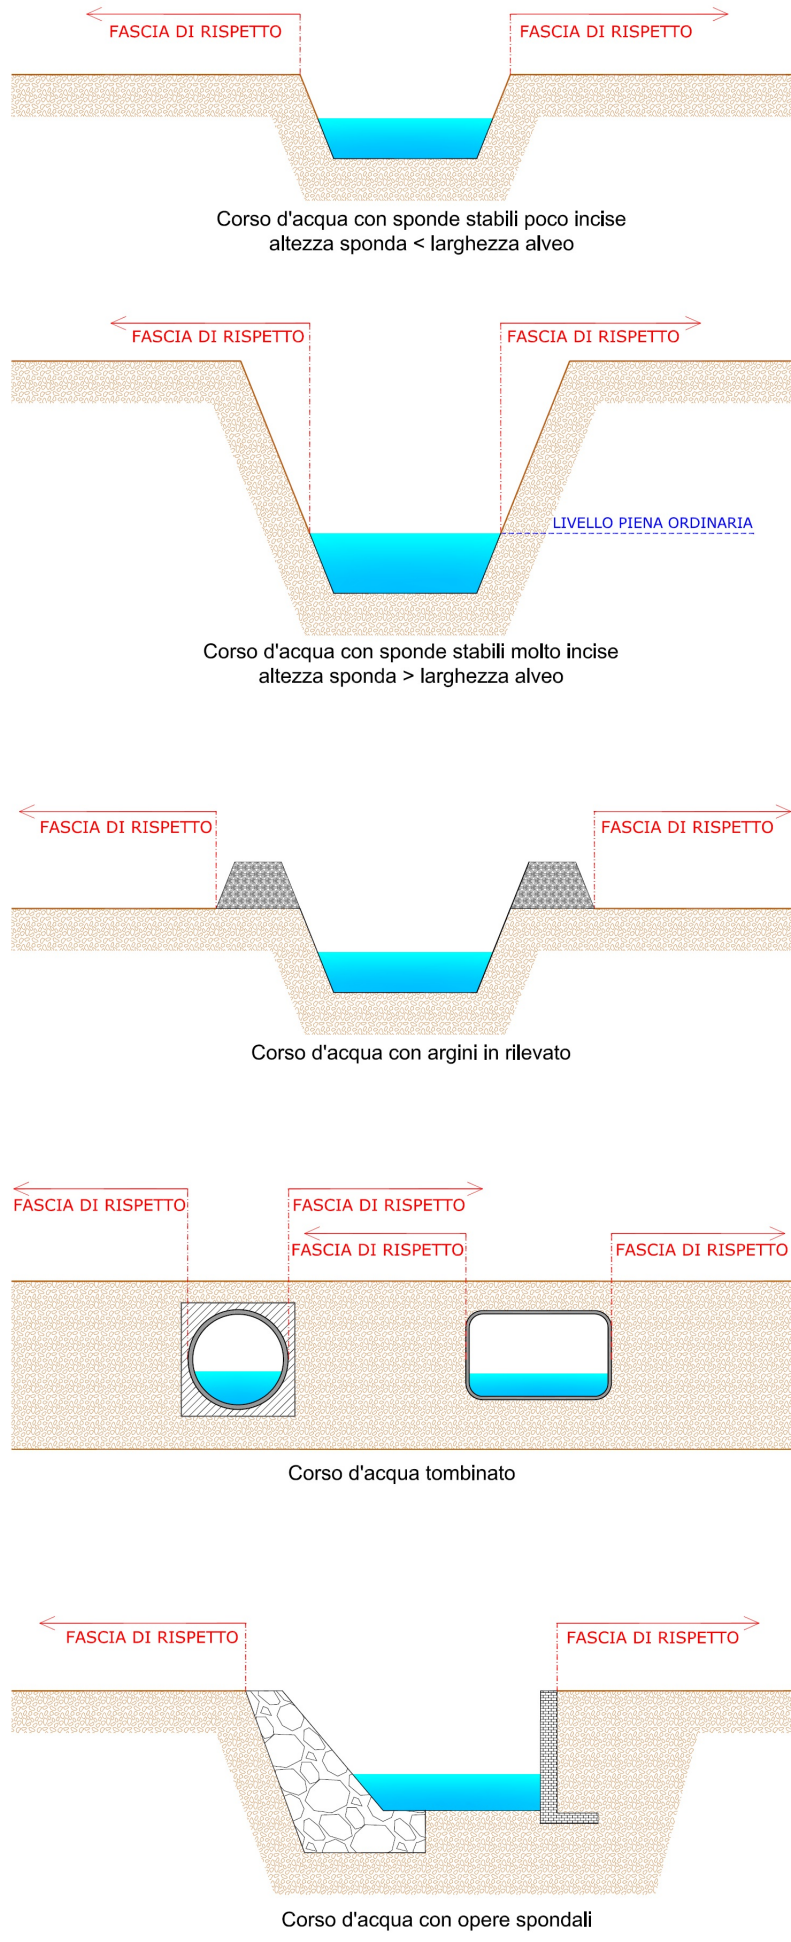 FASCIA DI RISPETTO
FASCIA DI RISPETTO
Corso d'acqua con sponde stabili poco incise
altezza sponda < larghezza alveo
FASCIA DI RISPETTO
FASCIA DI RISPETTO
LIVELLO PIENA ORDINARIA
Corso d'acqua con sponde stabili molto incise
altezza sponda > larghezza alveo
FASCIA DI RISPETTO
FASCIA DI RISPETTO
Corso d'acqua con argini in rilevato
FASCIA DI RISPETTO
FASCIA DI RISPETTO
FASCIA DI RISPETTO
FASCIA DI RISPETTO
Corso d'acqua tombinato
FASCIA DI RISPETTO
FASCIA DI RISPETTO
Corso d'acqua con opere spondali